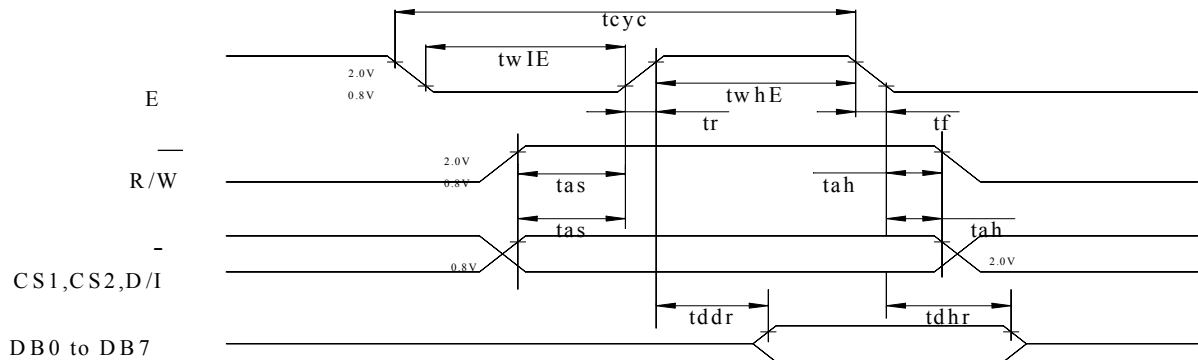 tcyc
twlE
2.0V
0.8V
E
twhE
tr
tf
2.0V
R/W
0.8V
tas
tah
tas
tah
0.8V
2.0V
CS1,CS2,D/I
tddr
tdhr
DB0 to DB7